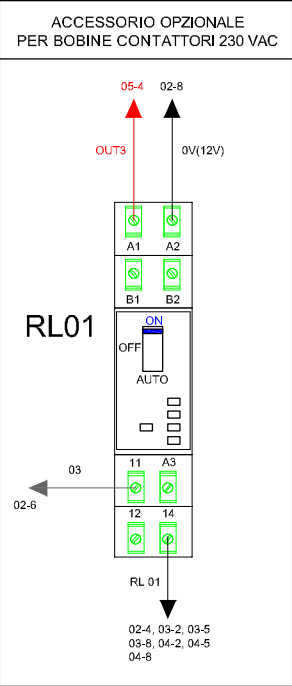 ACCESSORIO OPZIONALE
PER BOBINE CONTATTORI 230 VAC
05-4 02-8
OUT3 0V(12V)
A1 A2
B1 B2
RL01
ON
OFF
AUTO
11 A3
03
02-6
12 14
RL 01
02-4, 03-2, 03-5
03-8, 04-2, 04-5
04-8